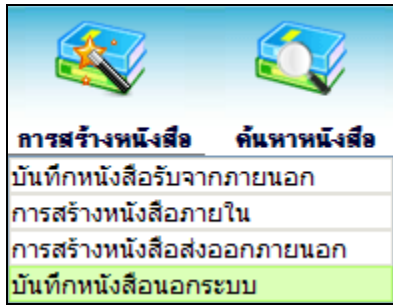 การสร้างหนังสือ ค้นหาหนังสือ
บันทึกหนังสือรับจากภายนอก
การสร้างหนังสือภายใน
การสร้างหนังสือส่งออกภายนอก
บันทึกหนังสือนอกระบบ